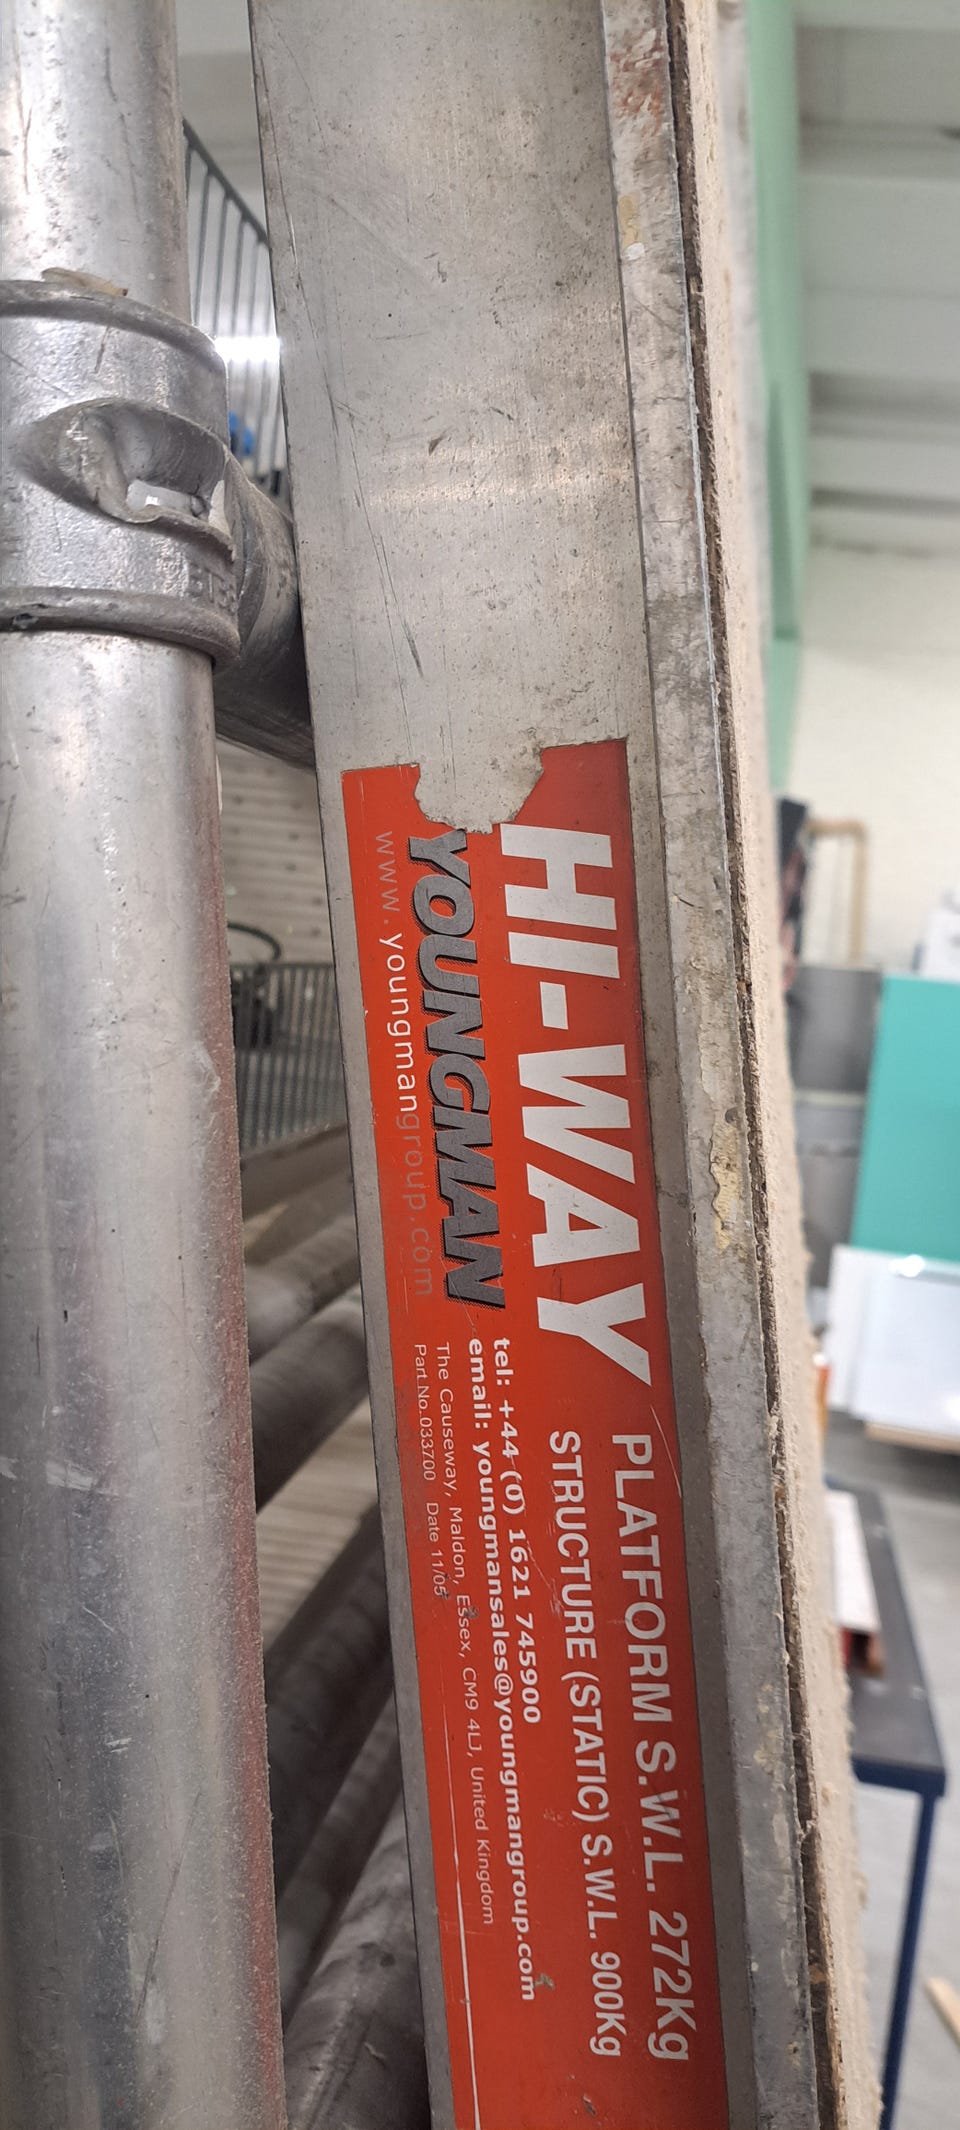 HI-WAY
YOUNGMAN
www.youngmangroup.com
PLATFORM S.W.L. 272Kg
STRUCTURE (STATIC) S.W.L. 900Kg
tel: +44 (0) 1621 745900
email: youngmansales@youngmangroup.com
The Causeway, Maldon, Essex, CM9 4LJ, United Kingdom
Part No.033700 Date 11/05